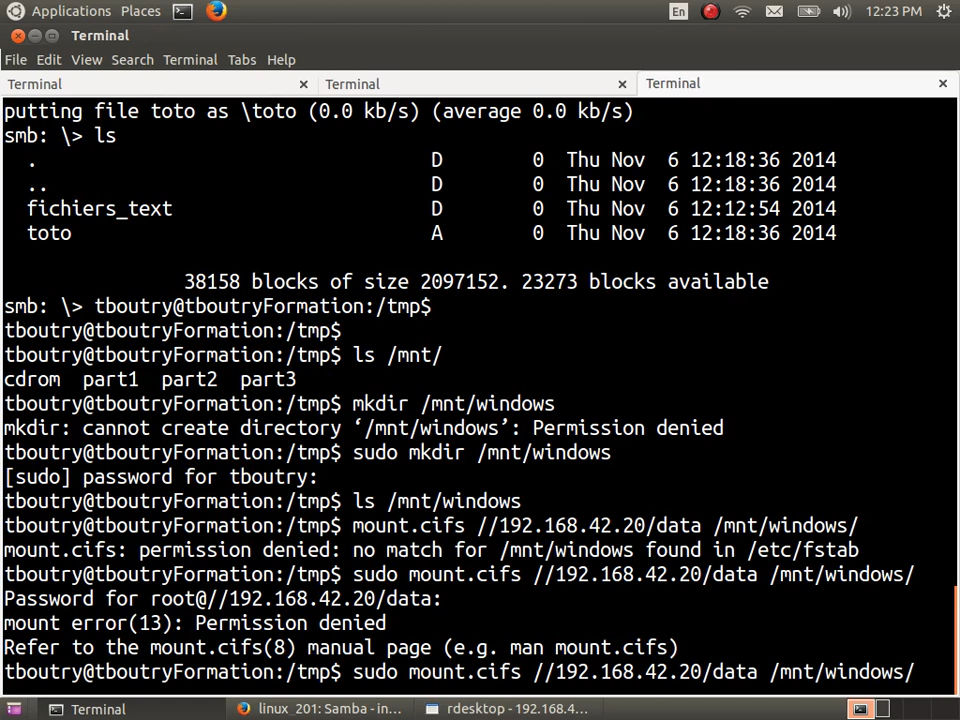 Applications Places En 12:23 PM
Terminal
File Edit View Search Terminal Tabs Help
Terminal Terminal Terminal
putting file toto as \toto (0.0 kb/s) (average 0.0 kb/s)
smb: \> ls
. D 0 Thu Nov 6 12:18:36 2014
.. D 0 Thu Nov 6 12:18:36 2014
fichiers_text D 0 Thu Nov 6 12:12:54 2014
toto A 0 Thu Nov 6 12:18:36 2014
38158 blocks of size 2097152. 23273 blocks available
smb: \> tboutry@tboutryFormation:/tmp$
tboutry@tboutryFormation:/tmp$
tboutry@tboutryFormation:/tmp$ ls /mnt/
cdrom part1 part2 part3
tboutry@tboutryFormation:/tmp$ mkdir /mnt/windows
mkdir: cannot create directory ‘/mnt/windows’: Permission denied
tboutry@tboutryFormation:/tmp$ sudo mkdir /mnt/windows
[sudo] password for tboutry:
tboutry@tboutryFormation:/tmp$ ls /mnt/windows
tboutry@tboutryFormation:/tmp$ mount.cifs //192.168.42.20/data /mnt/windows/
mount.cifs: permission denied: no match for /mnt/windows found in /etc/fstab
tboutry@tboutryFormation:/tmp$ sudo mount.cifs //192.168.42.20/data /mnt/windows/
Password for root@//192.168.42.20/data:
mount error(13): Permission denied
Refer to the mount.cifs(8) manual page (e.g. man mount.cifs)
tboutry@tboutryFormation:/tmp$ sudo mount.cifs //192.168.42.20/data /mnt/windows/
Terminal linux_201: Samba - in... rdesktop - 192.168.4...